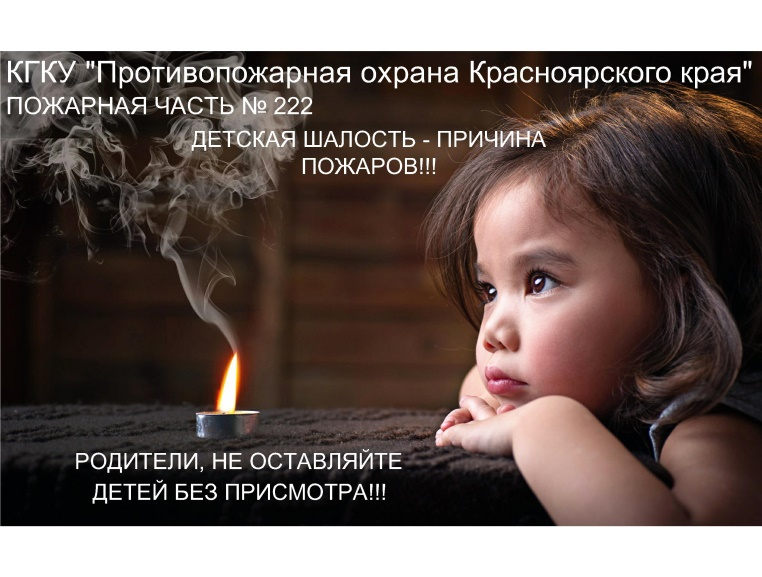 КГКУ "Противопожарная охрана Красноярского края"
ПОЖАРНАЯ ЧАСТЬ № 222
ДЕТСКАЯ ШАЛОСТЬ - ПРИЧИНА
ПОЖАРОВ!!!
РОДИТЕЛИ, НЕ ОСТАВЛЯЙТЕ
ДЕТЕЙ БЕЗ ПРИСМОТРА!!!